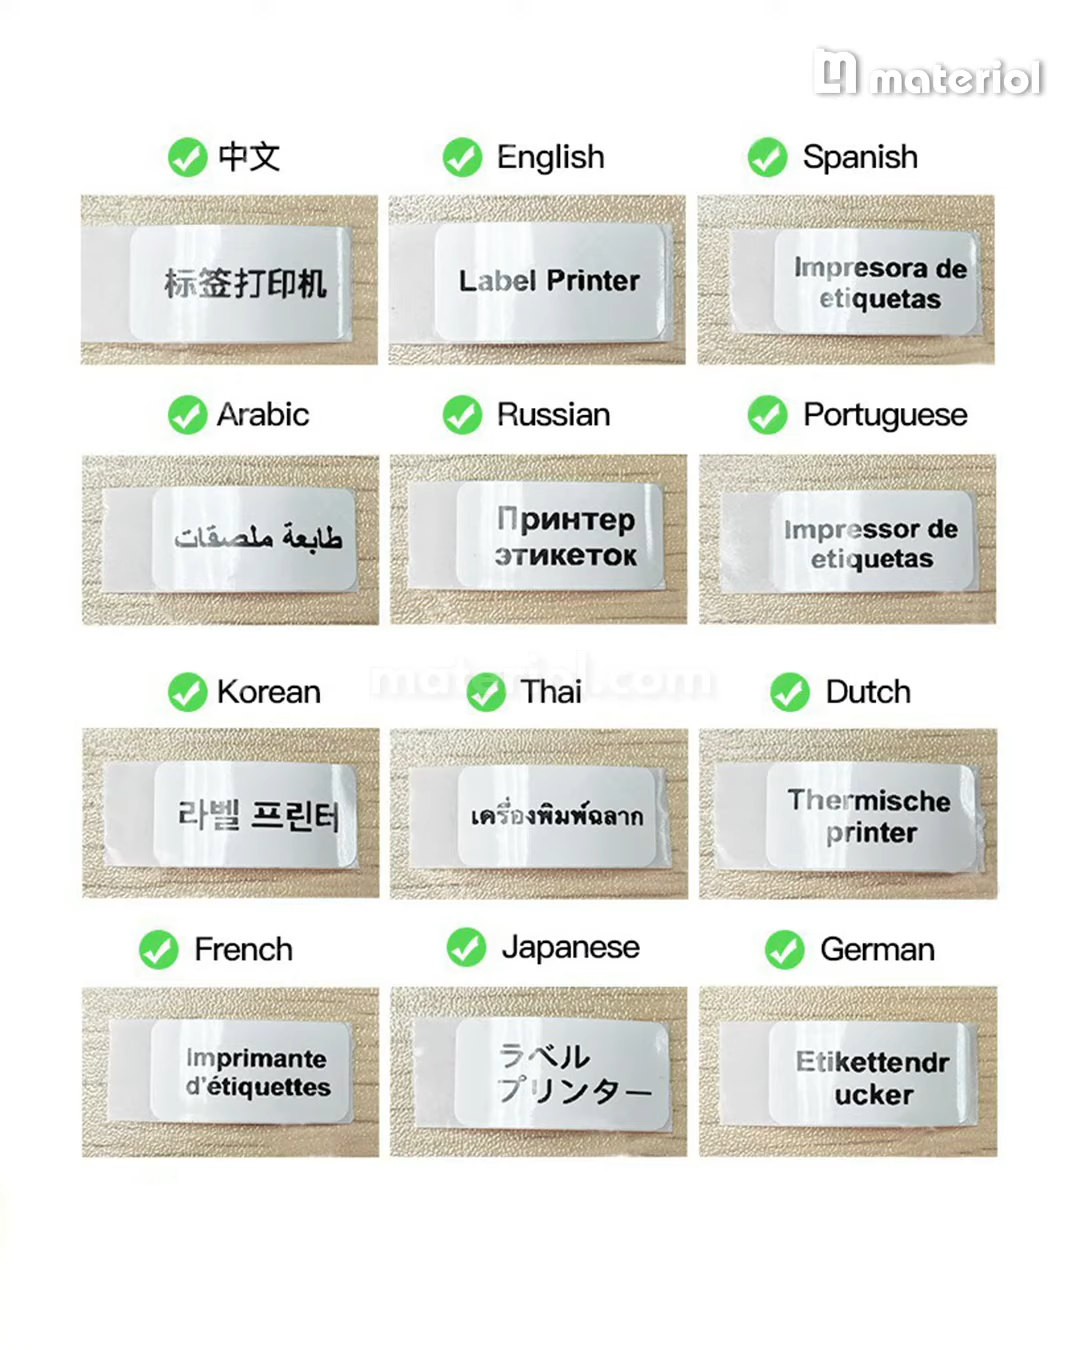 materiol
中文
English
Spanish
标签打印机
Label Printer
Impresora de
etiquetas
Arabic
Russian
Portuguese
طابعة ملصقات
Принтер
этикеток
Impressor de
etiquetas
materiol.com
Korean
Thai
Dutch
라벨 프린터
เครื่องพิมพ์ฉลาก
Thermische
printer
French
Japanese
German
Imprimante
d'étiquettes
ラベル
プリンター
Etikettendr
ucker